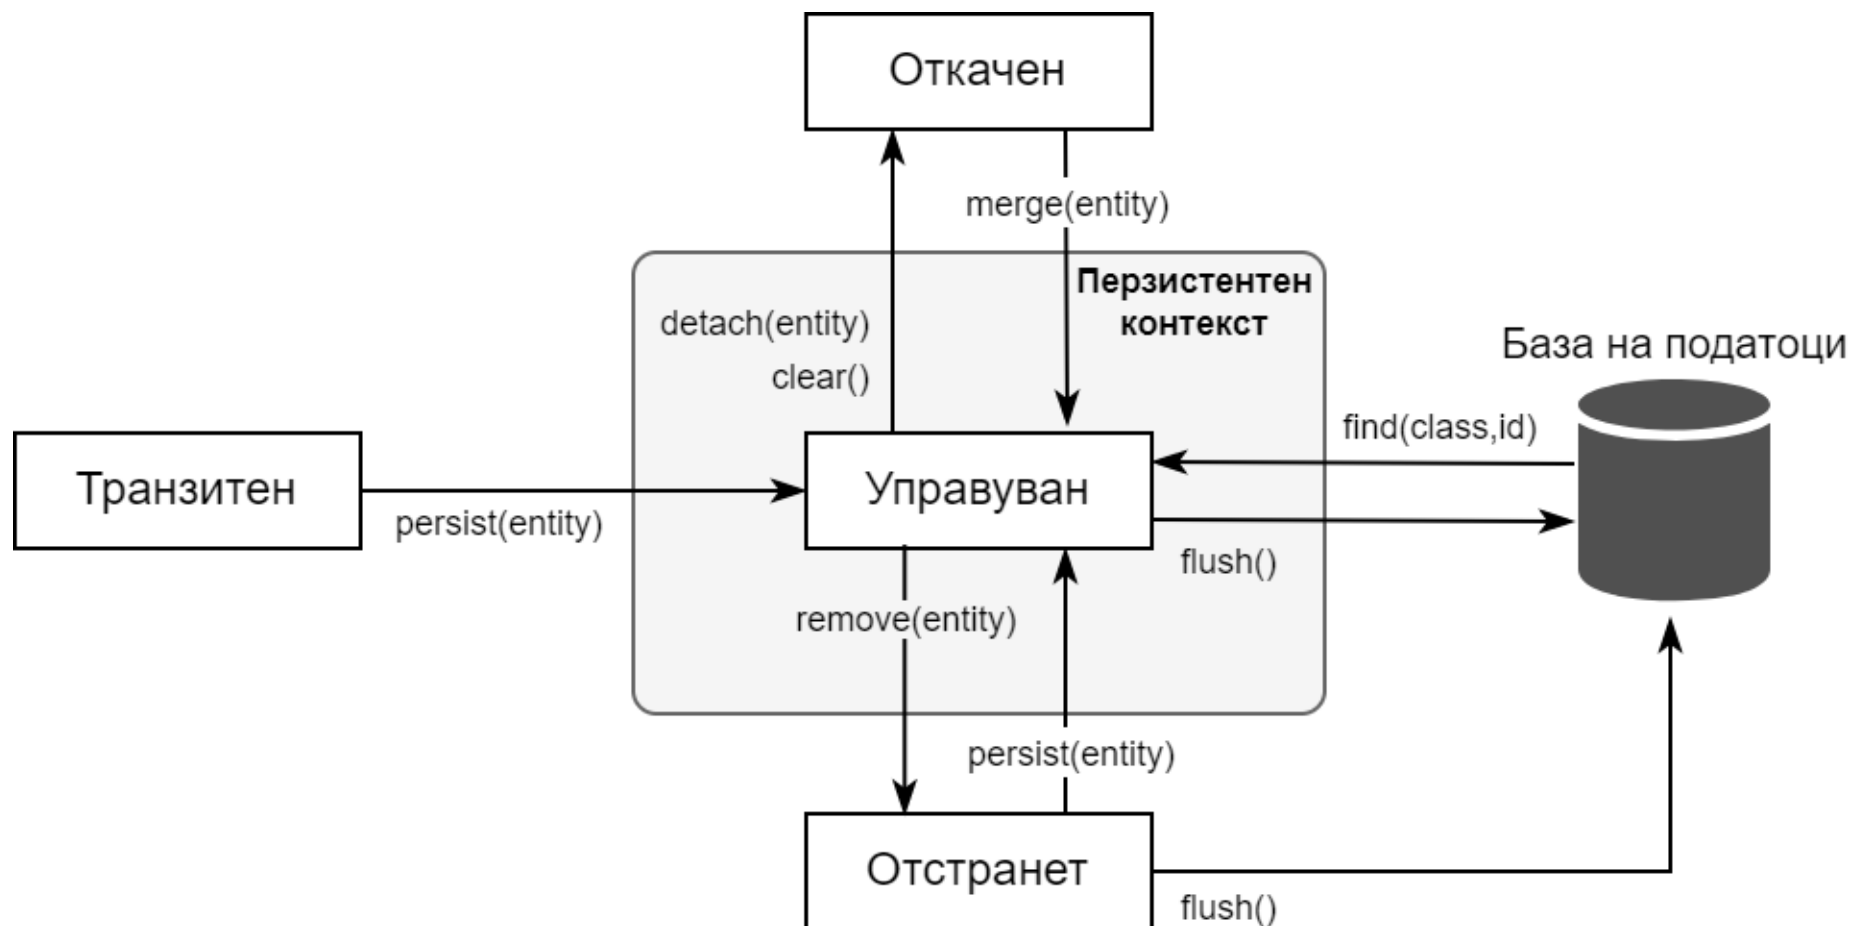 Откачен
merge(entity)
Перзистентен
контекст
detach(entity)
clear()
База на податоци
find(class,id)
Транзитен
persist(entity)
Управуван
flush()
remove(entity)
persist(entity)
Отстранет
flush()